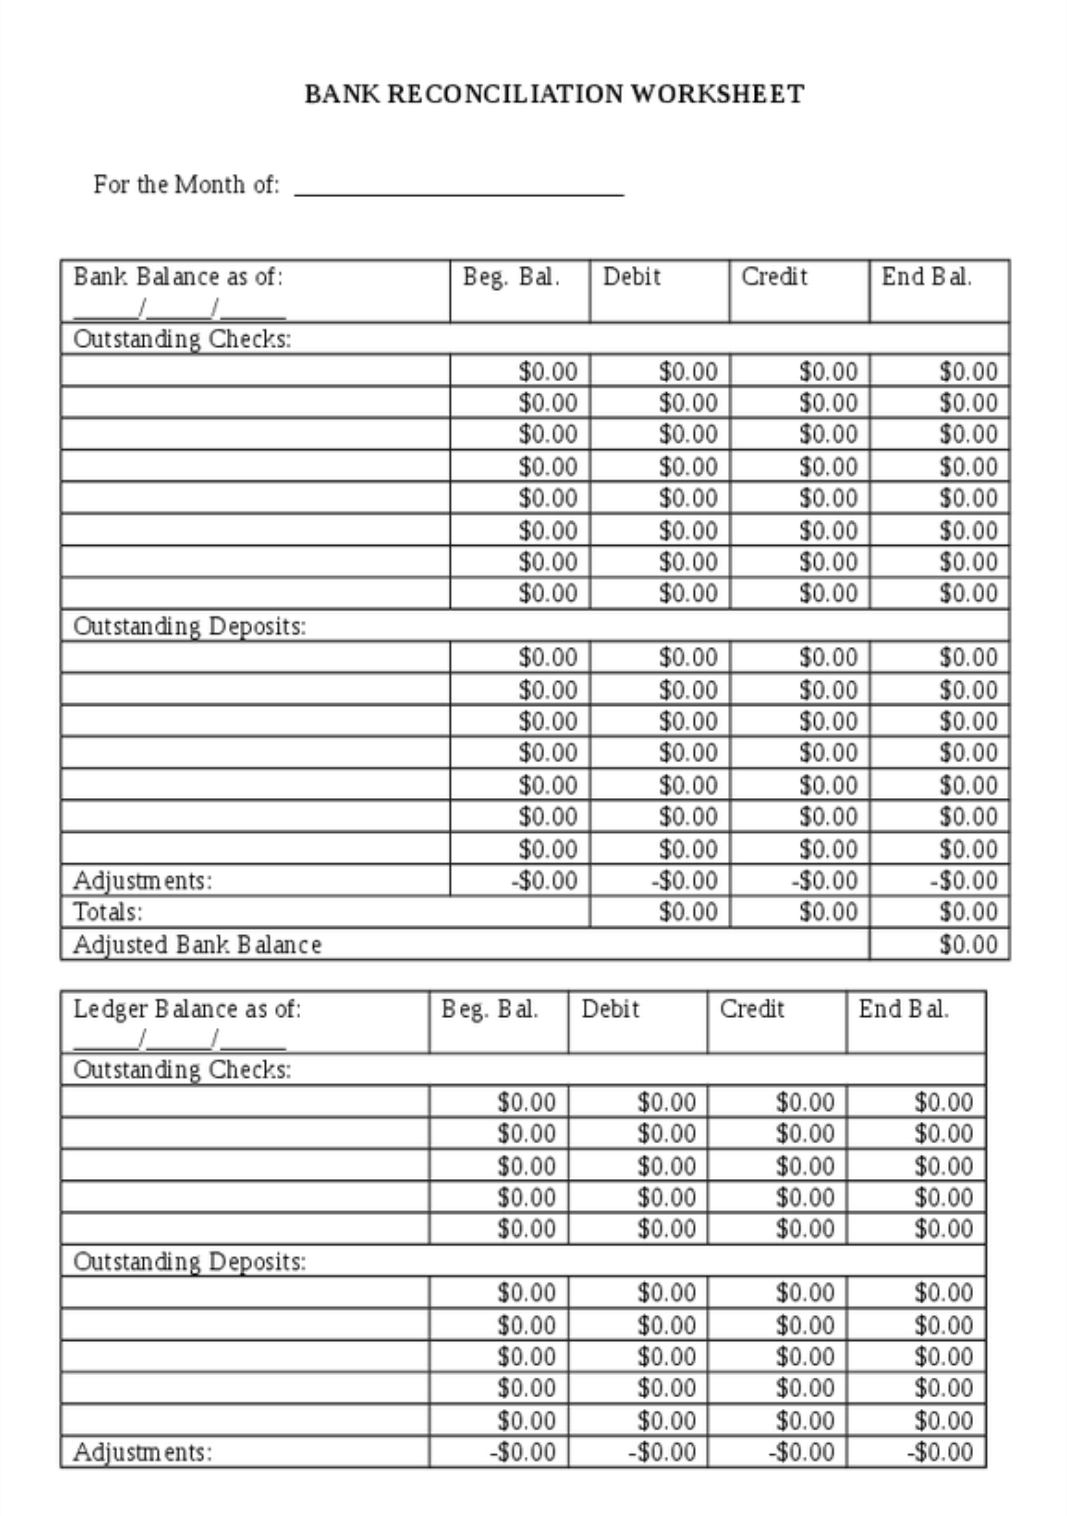 BANK RECONCILIATION WORKSHEET
For the Month of: ____________________
Bank Balance as of: Beg. Bal. Debit Credit End Bal.
_____/_____/_____
Outstanding Checks:
$0.00 $0.00 $0.00 $0.00
$0.00 $0.00 $0.00 $0.00
$0.00 $0.00 $0.00 $0.00
$0.00 $0.00 $0.00 $0.00
$0.00 $0.00 $0.00 $0.00
$0.00 $0.00 $0.00 $0.00
$0.00 $0.00 $0.00 $0.00
$0.00 $0.00 $0.00 $0.00
Outstanding Deposits:
$0.00 $0.00 $0.00 $0.00
$0.00 $0.00 $0.00 $0.00
$0.00 $0.00 $0.00 $0.00
$0.00 $0.00 $0.00 $0.00
$0.00 $0.00 $0.00 $0.00
$0.00 $0.00 $0.00 $0.00
$0.00 $0.00 $0.00 $0.00
Adjustments: -$0.00 -$0.00 -$0.00 -$0.00
Totals: $0.00 $0.00 $0.00
Adjusted Bank Balance $0.00
Ledger Balance as of: Beg. Bal. Debit Credit End Bal.
_____/_____/_____
Outstanding Checks:
$0.00 $0.00 $0.00 $0.00
$0.00 $0.00 $0.00 $0.00
$0.00 $0.00 $0.00 $0.00
$0.00 $0.00 $0.00 $0.00
$0.00 $0.00 $0.00 $0.00
Outstanding Deposits:
$0.00 $0.00 $0.00 $0.00
$0.00 $0.00 $0.00 $0.00
$0.00 $0.00 $0.00 $0.00
$0.00 $0.00 $0.00 $0.00
$0.00 $0.00 $0.00 $0.00
Adjustments: -$0.00 -$0.00 -$0.00 -$0.00